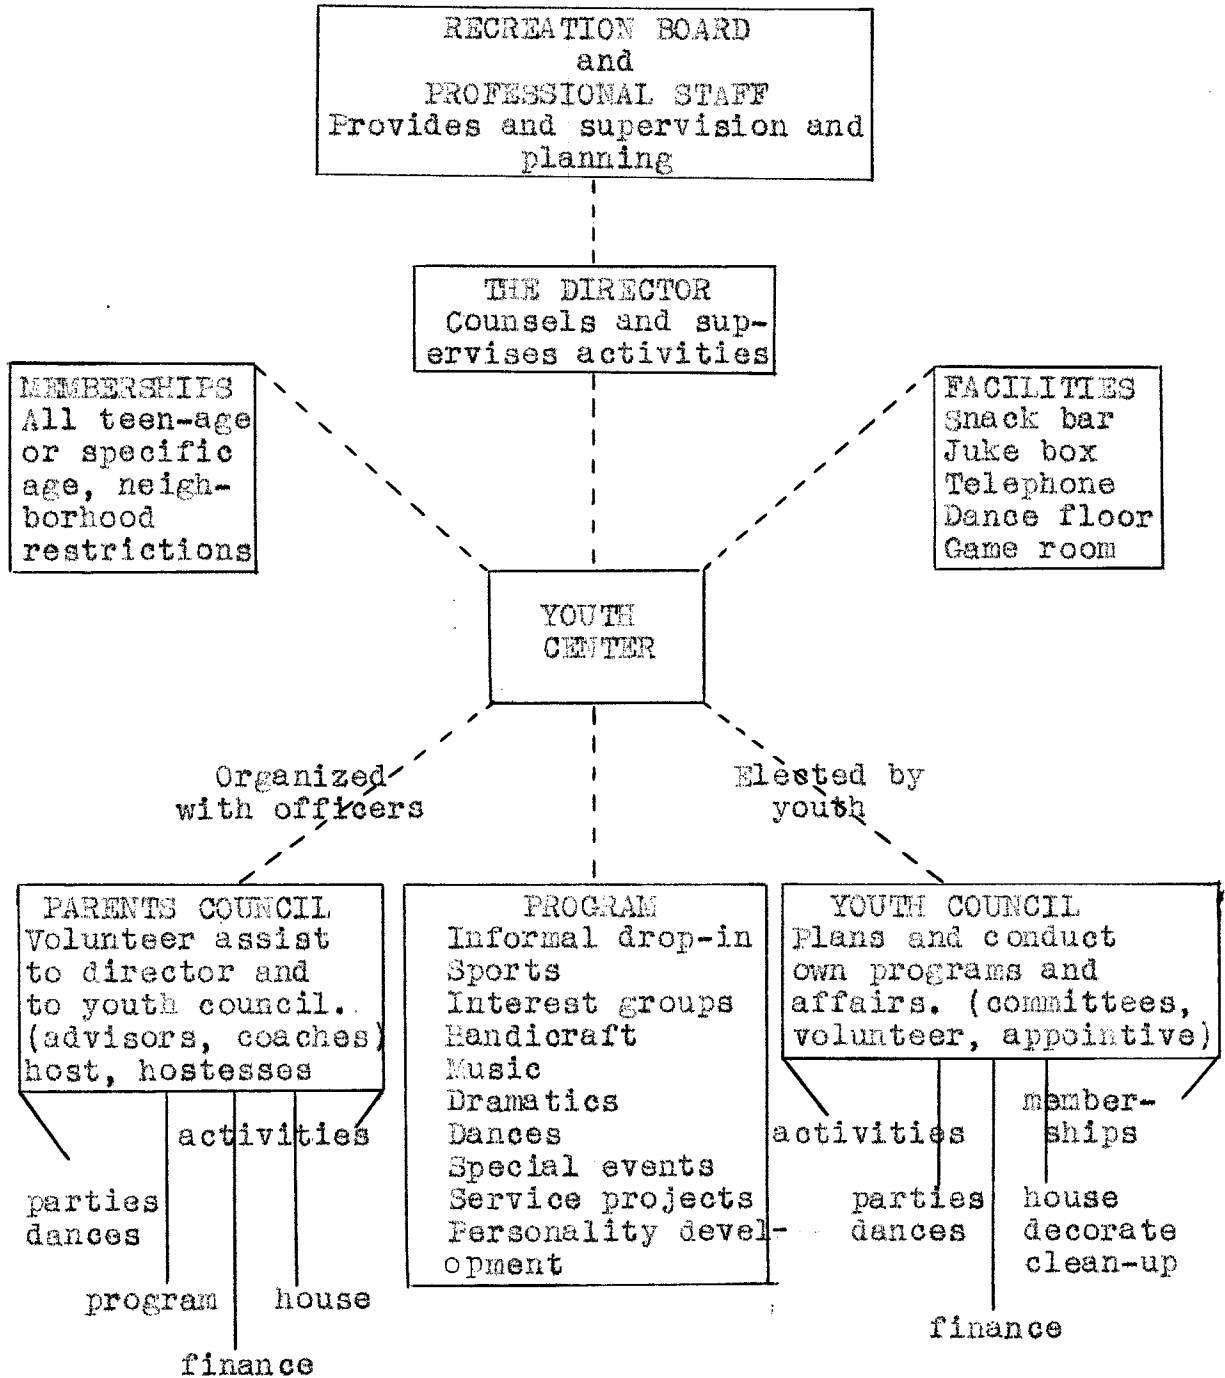 RECREATION BOARD
and
PROFESSIONAL STAFF
Provides and supervision and
planning
THE DIRECTOR
Counsels and sup-
ervises activities
MEMBERSHIPS
All teen-age
or specific
age, neigh-
borhood
restrictions
FACILITIES
Snack bar
Juke box
Telephone
Dance floor
Game room
YOUTH
CENTER
Organized
with officers
Elested by
youth
PARENTS COUNCIL
Volunteer assist
to director and
to youth council.
(advisors, coaches)
host, hostesses
activities
parties
dances
program
house
finance
PROGRAM
Informal drop-in
Sports
Interest groups
Handicraft
Music
Dramatics
Dances
Special events
Service projects
Personality devel-
opment
YOUTH COUNCIL
Plans and conduct
own programs and
affairs. (committees,
volunteer, appointive)
member-
ships
activities
parties
dances
house
decorate
clean-up
finance